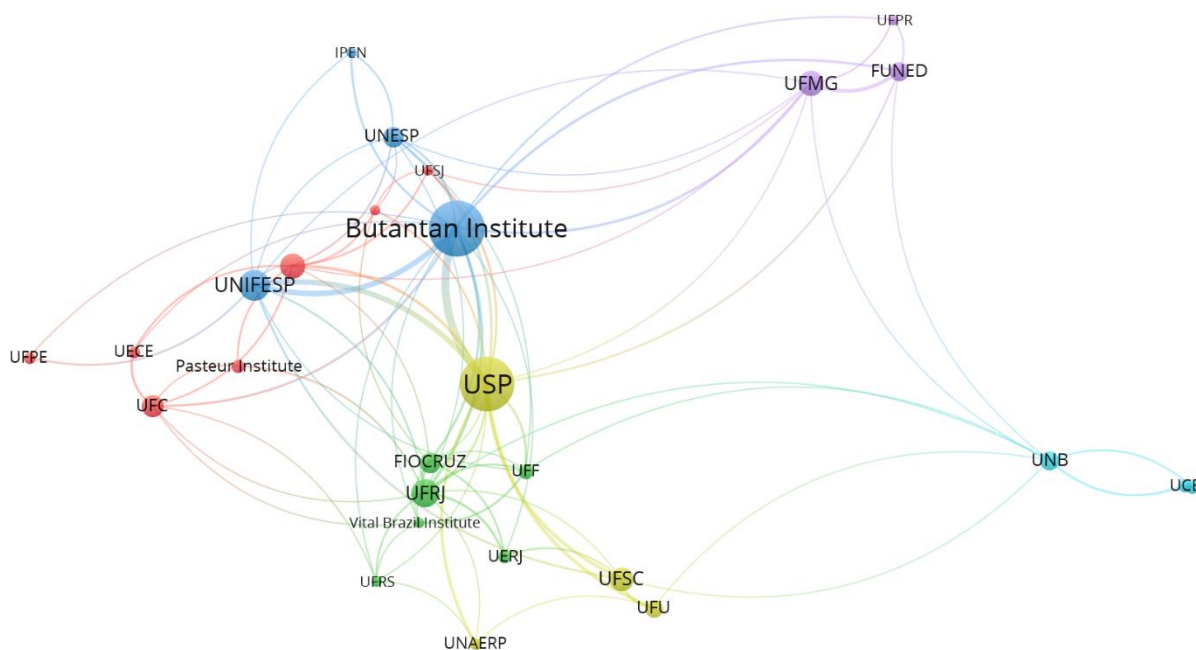 UFPR
IPEN
FUNED
UFMG
UNESP
UFSJ
Butantan Institute
UNIFESP
UECE
UFPE
Pasteur Institute
USP
UFC
FIOCRUZ
UNB
UFF
UCB
UFRJ
Vital Brazil Institute
UERJ
UFRS
UFSC
UFU
UNAERP